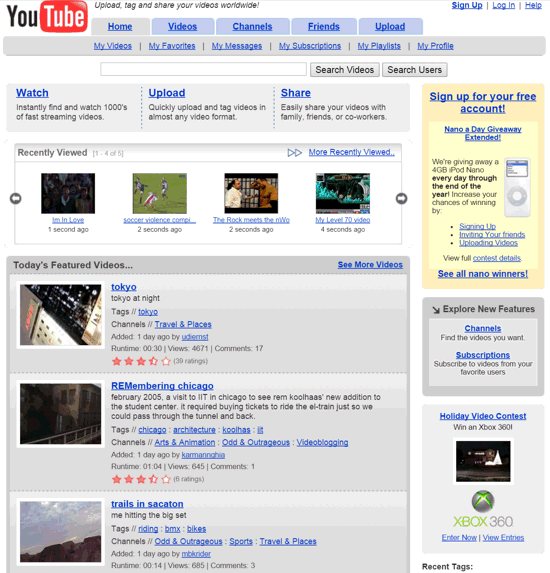 YouTube
Upload, tag and share your videos worldwide!
Sign Up | Log In | Help
Home Videos Channels Friends Upload
My Videos | My Favorites | My Messages | My Subscriptions | My Playlists | My Profile
Search Videos Search Users
Watch
Instantly find and watch 1000's
of fast streaming videos.
Upload
Quickly upload and tag videos in
almost any video format.
Share
Easily share your videos with
family, friends, or co-workers.
Recently Viewed [1 - 4 of 5]
More Recently Viewed..
Im In Love
1 second ago
soccer violence compi...
2 seconds ago
The Rock meets the nWo
2 seconds ago
My Level 70 video
4 seconds ago
Today's Featured Videos...
See More Videos
tokyo
tokyo at night
Tags // tokyo
Channels // Travel & Places
Added: 1 day ago by udiernst
Runtime: 00:30 | Views: 4671 | Comments: 17
(39 ratings)
REMembering chicago
february 2005, a visit to IIT in chicago to see rem koolhaas' new addition to
the student center. it required buying tickets to ride the el-train just so we
could pass through the tunnel and back.
Tags // chicago : architecture : koolhas : iit
Channels // Arts & Animation : Odd & Outrageous : Videoblogging
Added: 1 day ago by karmannghia
Runtime: 01:04 | Views: 645 | Comments: 1
(6 ratings)
trails in sacaton
me hitting the big set
Tags // riding : bmx : bikes
Channels // Odd & Outrageous : Sports : Travel & Places
Added: 1 day ago by mbkrider
Runtime: 00:14 | Views: 685 | Comments: 3
Sign up for your free
account!
Nano a Day Giveaway
Extended!
We're giving away a
4GB iPod Nano
every day through
the end of the
year! Increase your
chances of winning
by:
Signing Up
Inviting Your friends
Uploading Videos
View full contest details.
See all nano winners!
Explore New Features
Channels
Find the videos you want.
Subscriptions
Subscribe to videos from your
favorite users
Holiday Video Contest
Win an Xbox 360!
XBOX 360
Enter Now | View Entries
Recent Tags: